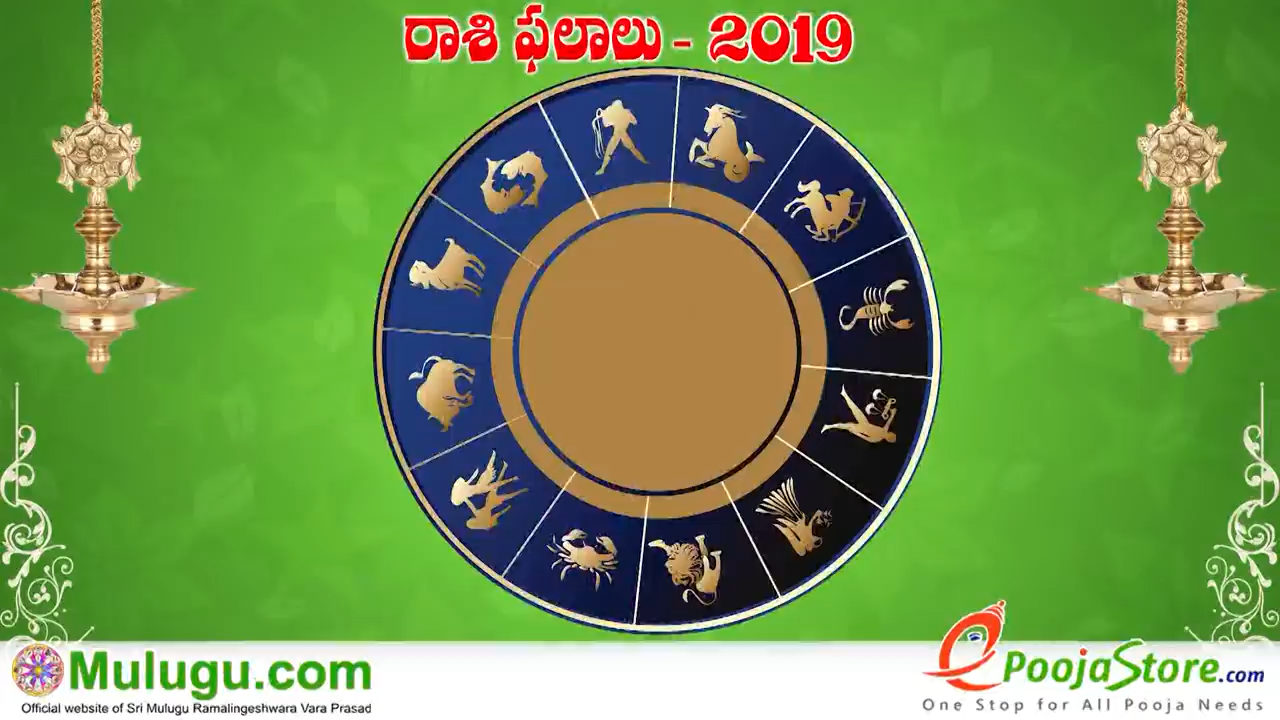 రాశి ఫలాలు - 2019
Mulugu.com
Official website of Sri Mulugu Ramalingeshwara Vara Prasad
ePoojaStore.com
One Stop for All Pooja Needs